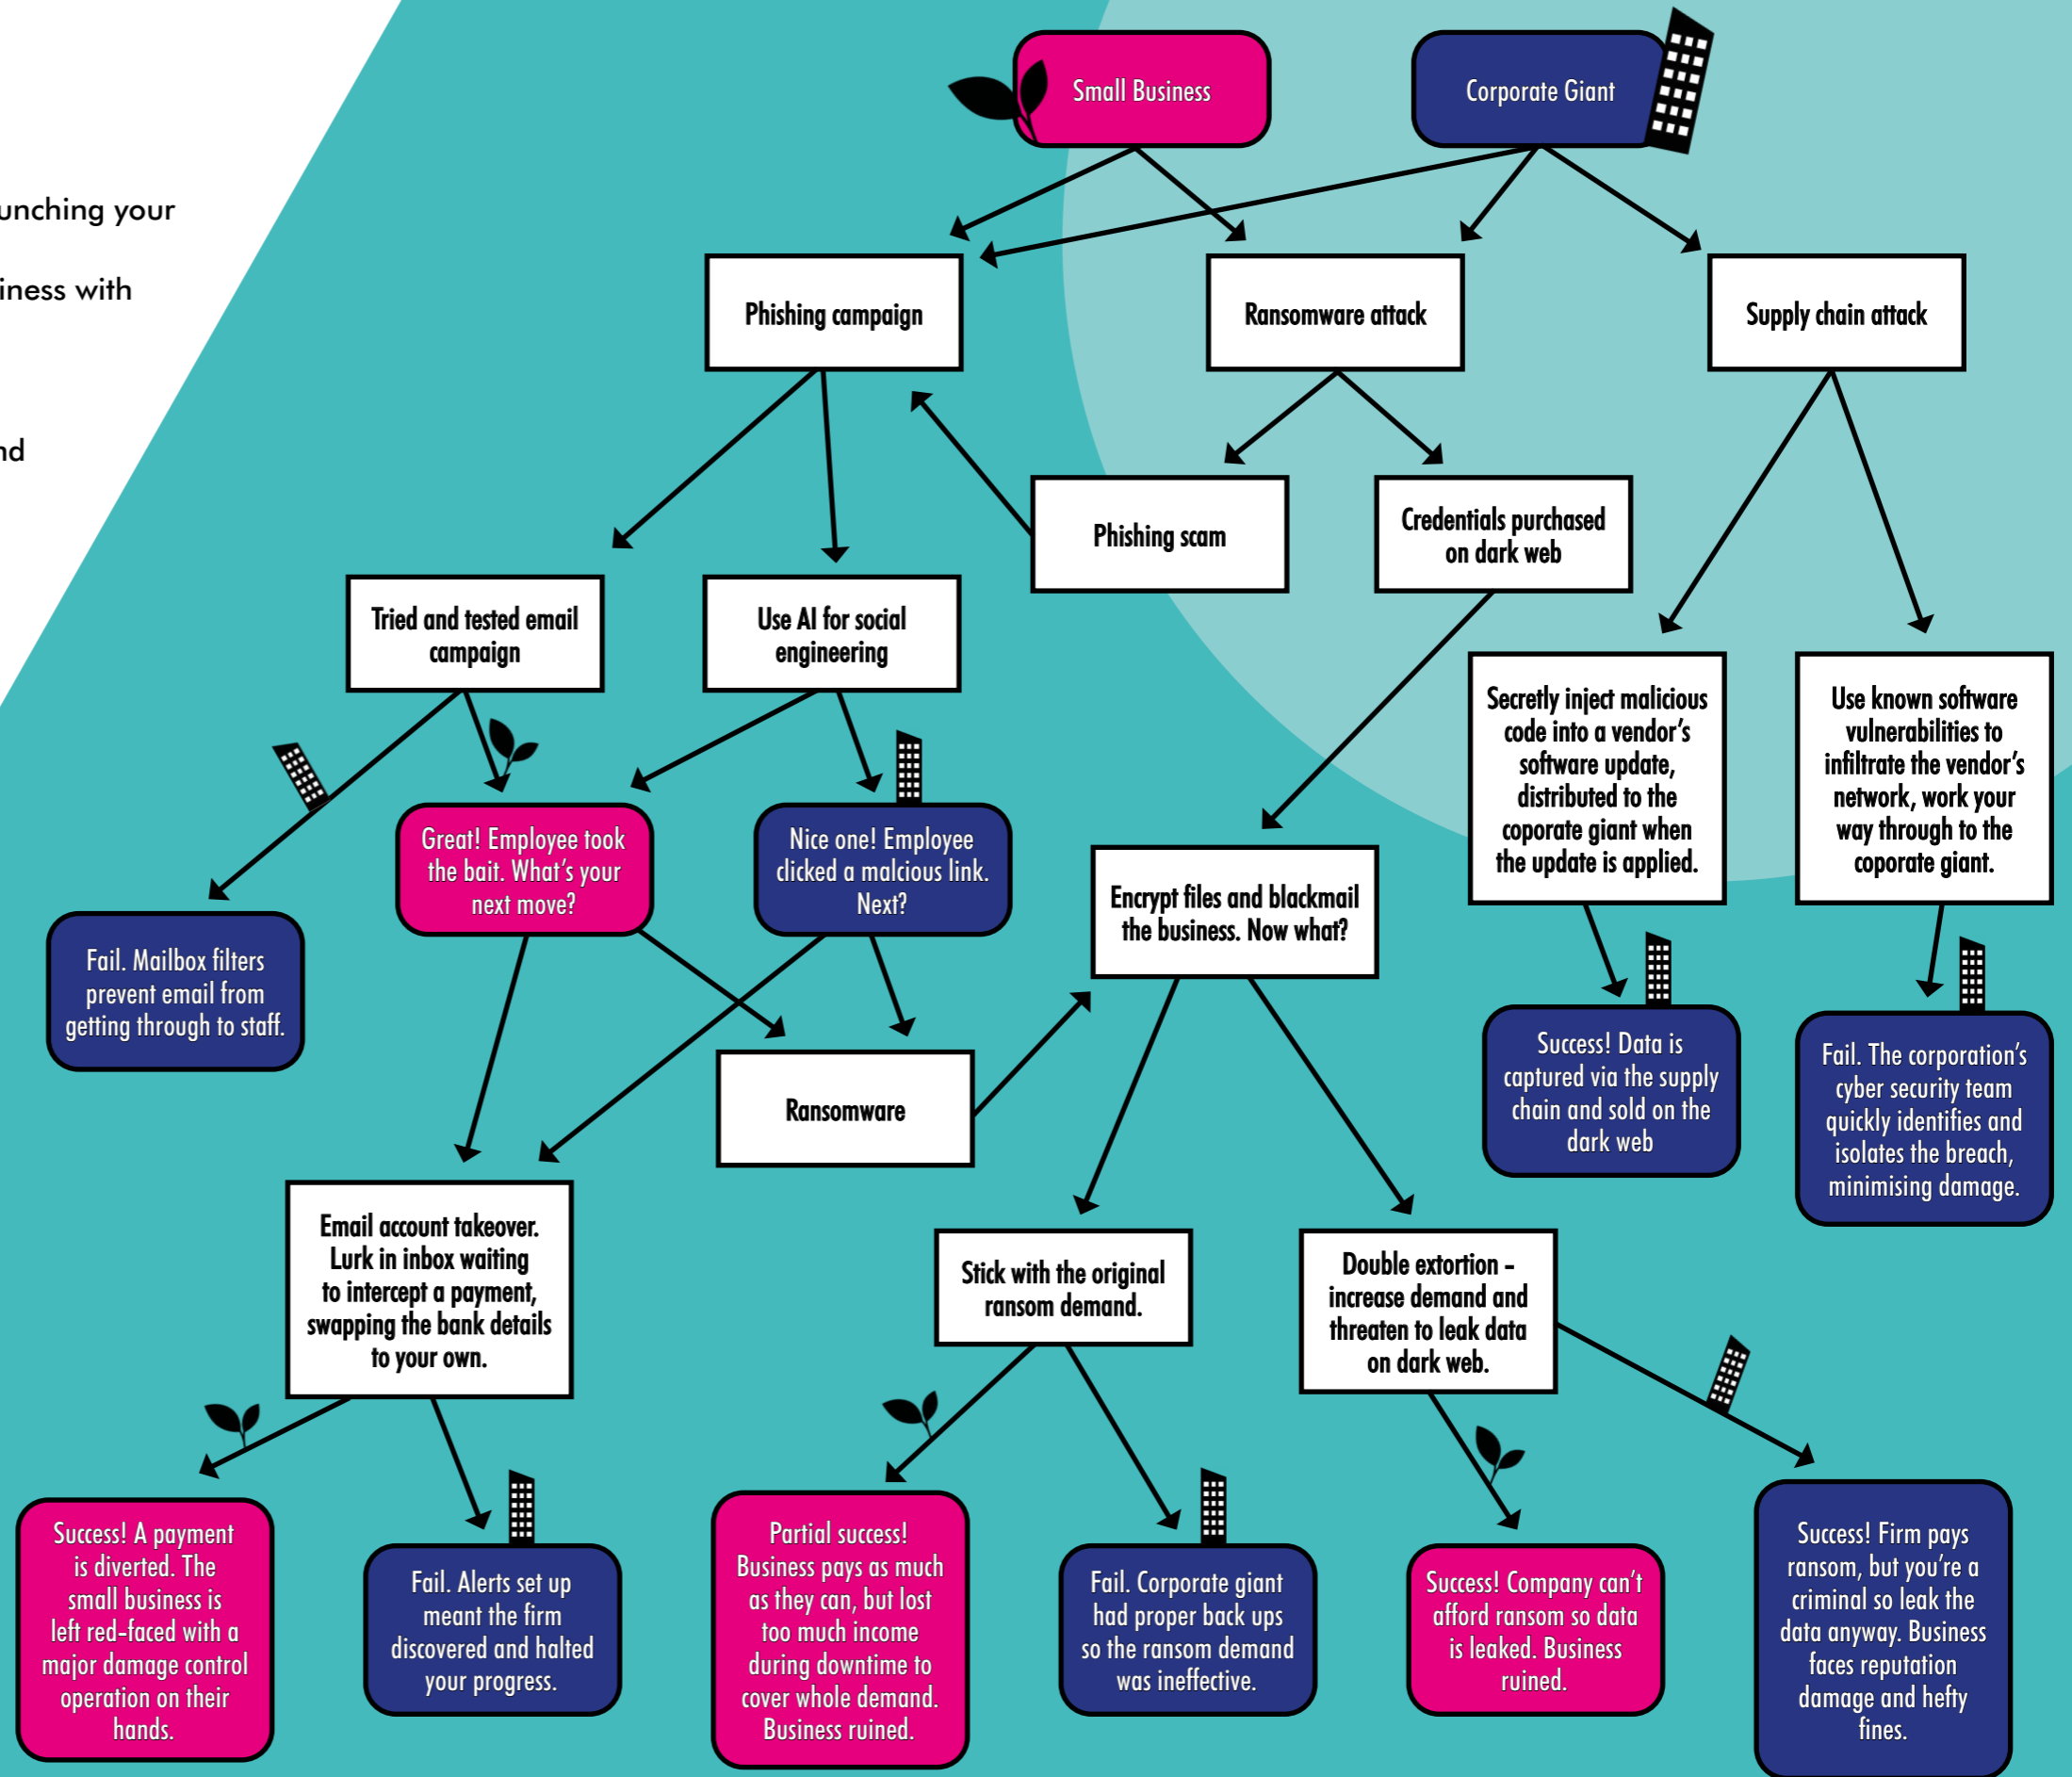 unching your
iness with
nd
Small Business
Corporate Giant
Phishing campaign
Ransomware attack
Supply chain attack
Phishing scam
Credentials purchased
on dark web
Tried and tested email
campaign
Use AI for social
engineering
Secretly inject malicious
code into a vendor's
software update,
distributed to the
coporate giant when
the update is applied.
Use known software
vulnerabilities to
infiltrate the vendor's
network, work your
way through to the
coporate giant.
Great! Employee took
the bait. What's your
next move?
Nice one! Employee
clicked a malcious link.
Next?
Encrypt files and blackmail
the business. Now what?
Fail. Mailbox filters
prevent email from
getting through to staff.
Ransomware
Success! Data is
captured via the supply
chain and sold on the
dark web
Fail. The corporation's
cyber security team
quickly identifies and
isolates the breach,
minimising damage.
Email account takeover.
Lurk in inbox waiting
to intercept a payment,
swapping the bank details
to your own.
Stick with the original
ransom demand.
Double extortion –
increase demand and
threaten to leak data
on dark web.
Success! A payment
is diverted. The
small business is
left red-faced with a
major damage control
operation on their
hands.
Fail. Alerts set up
meant the firm
discovered and halted
your progress.
Partial success!
Business pays as much
as they can, but lost
too much income
during downtime to
cover whole demand.
Business ruined.
Fail. Corporate giant
had proper back ups
so the ransom demand
was ineffective.
Success! Company can't
afford ransom so data
is leaked. Business
ruined.
Success! Firm pays
ransom, but you're a
criminal so leak the
data anyway. Business
faces reputation
damage and hefty
fines.